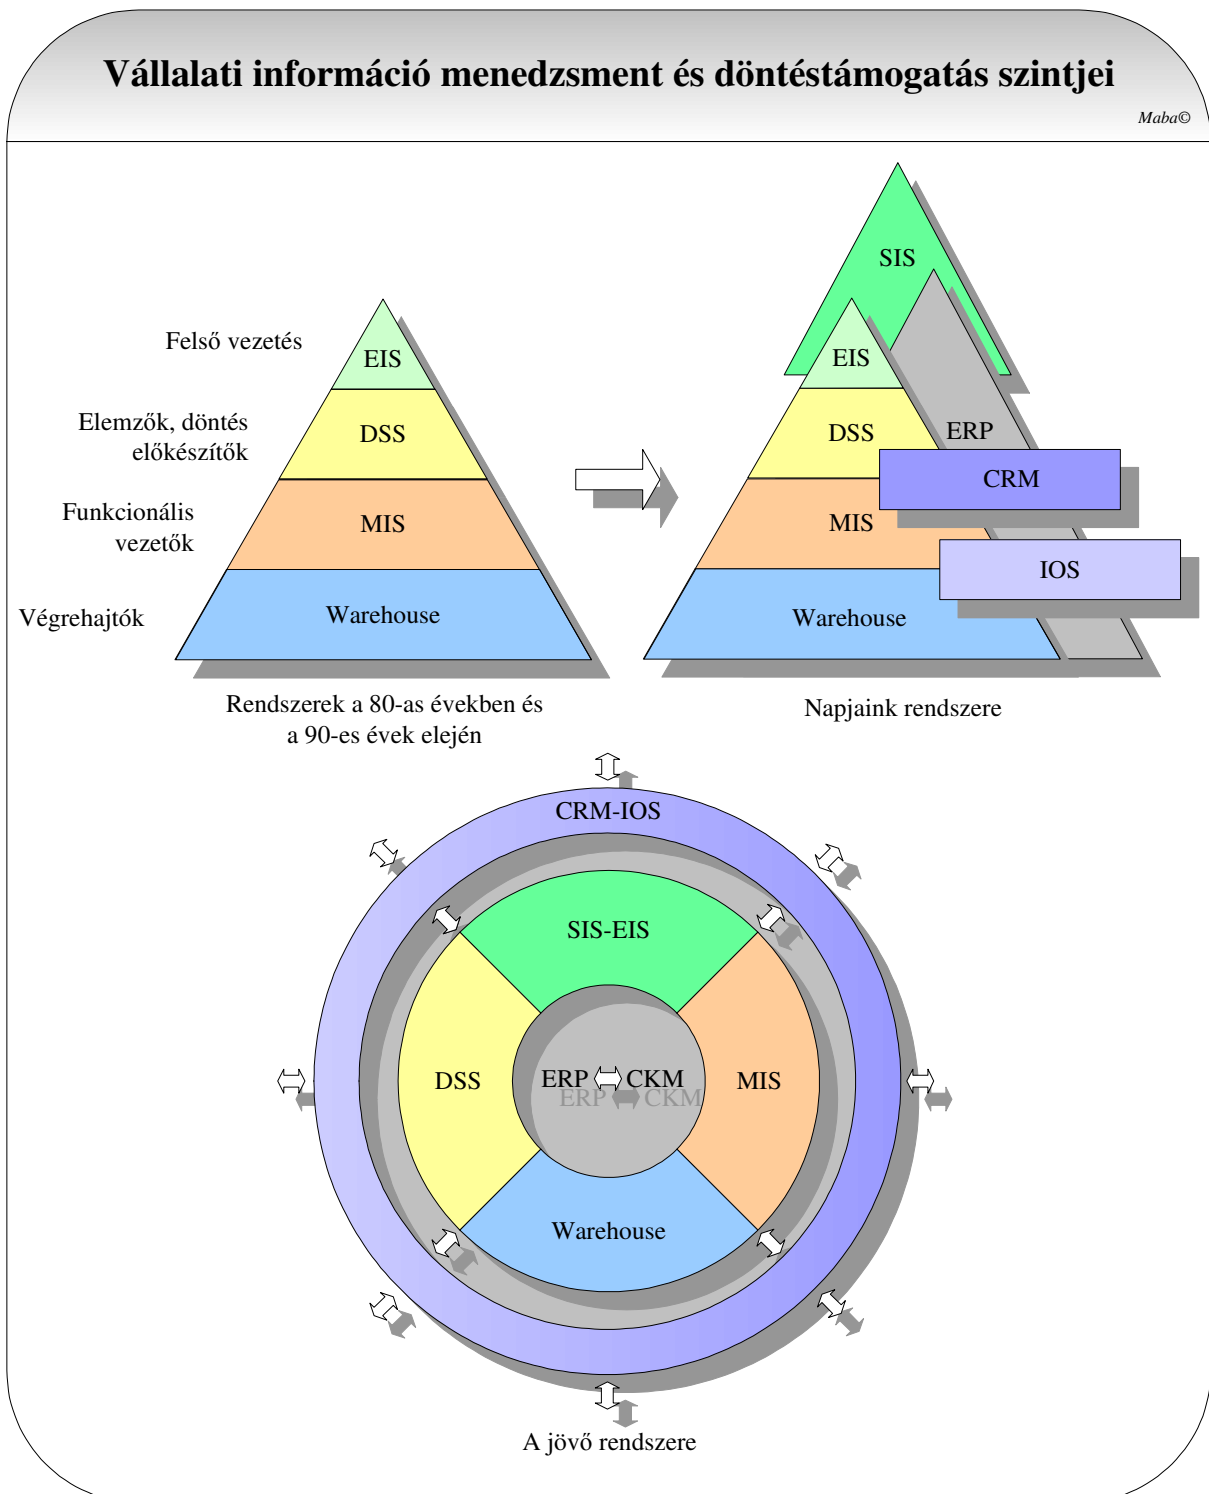 Vállalati információ menedzsment és döntéstámogatás szintjei
Maba©
Felső vezetés
Elemzők, döntés
előkészítők
Funkcionális
vezetők
Végrehajtók
EIS
DSS
MIS
Warehouse
Rendszerek a 80-as években és
a 90-es évek elején
SIS
EIS
ERP
DSS
CRM
MIS
IOS
Warehouse
Napjaink rendszere
CRM-IOS
SIS-EIS
DSS
ERP CKM
ERP CKM
MIS
Warehouse
A jövő rendszere